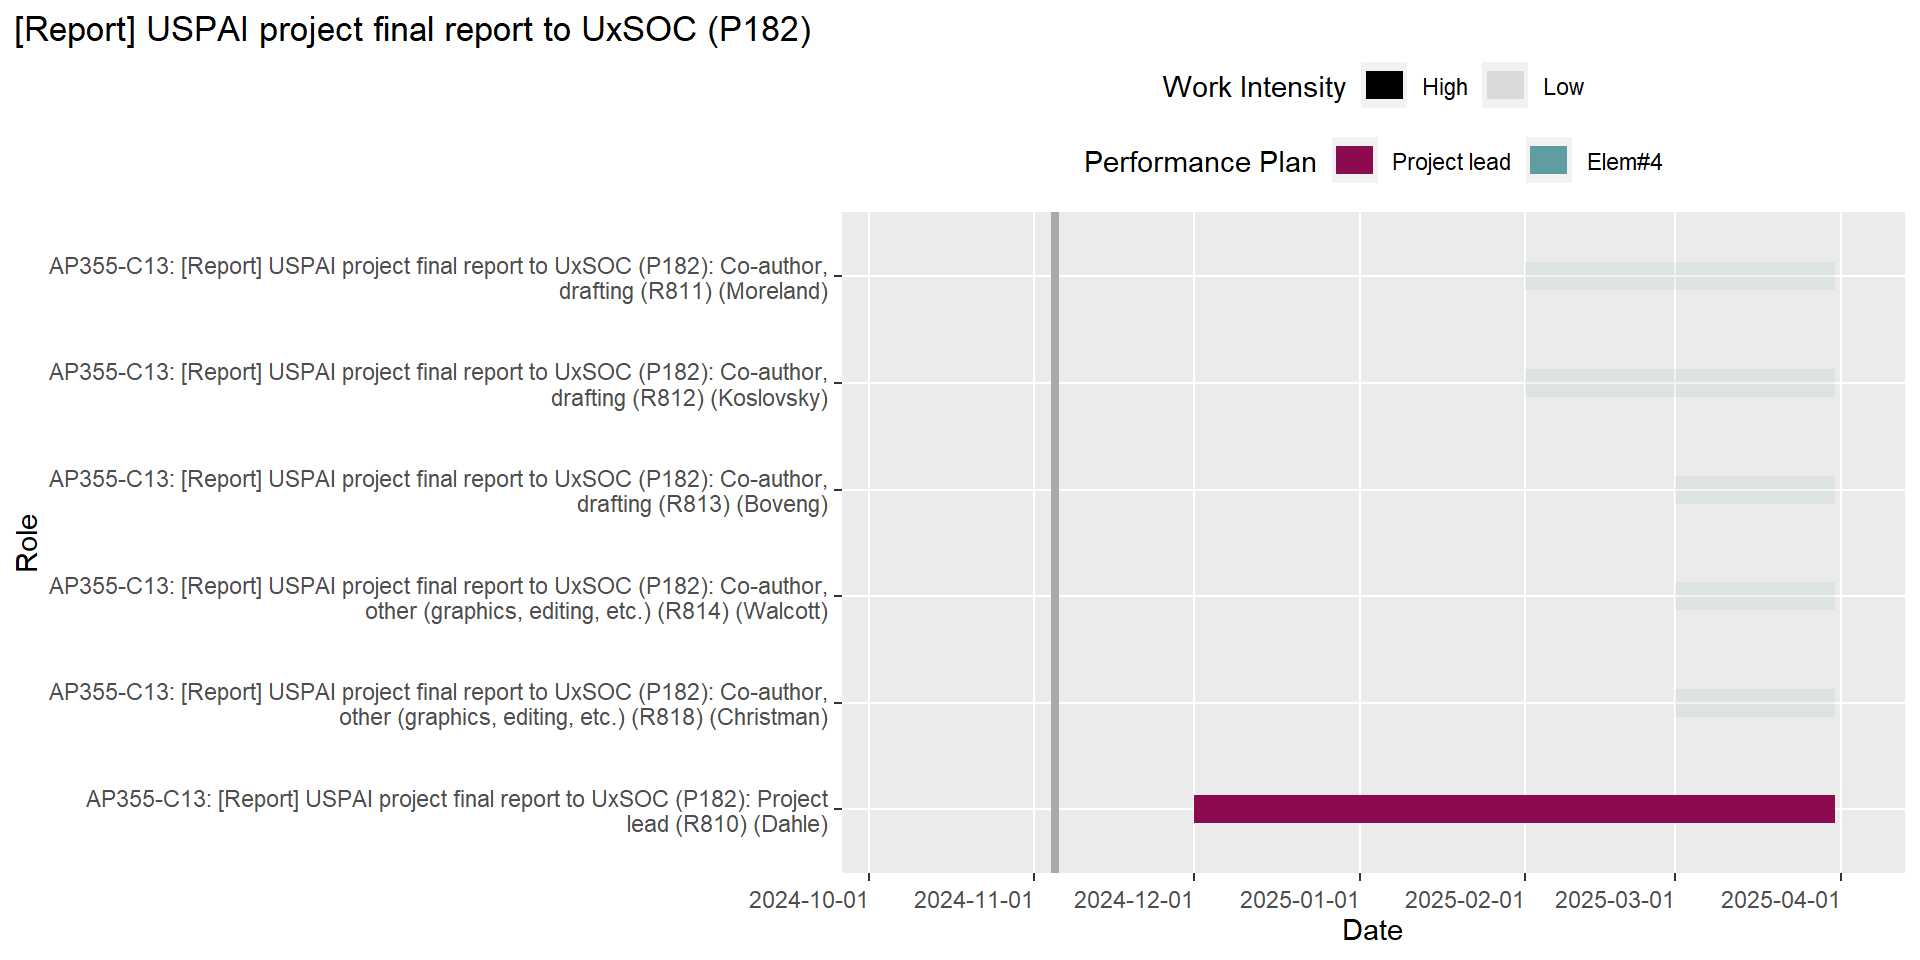 [Report] USPAI project final report to UxSOC (P182)
Work Intensity High Low
Performance Plan Project lead Elem#4
AP355-C13: [Report] USPAI project final report to UxSOC (P182): Co-author,
drafting (R811) (Moreland)
AP355-C13: [Report] USPAI project final report to UxSOC (P182): Co-author,
drafting (R812) (Koslovsky)
AP355-C13: [Report] USPAI project final report to UxSOC (P182): Co-author,
drafting (R813) (Boveng)
Role
AP355-C13: [Report] USPAI project final report to UxSOC (P182): Co-author,
other (graphics, editing, etc.) (R814) (Walcott)
AP355-C13: [Report] USPAI project final report to UxSOC (P182): Co-author,
other (graphics, editing, etc.) (R818) (Christman)
AP355-C13: [Report] USPAI project final report to UxSOC (P182): Project
lead (R810) (Dahle)
2024-10-01 2024-11-01 2024-12-01 2025-01-01 2025-02-01 2025-03-01 2025-04-01
Date